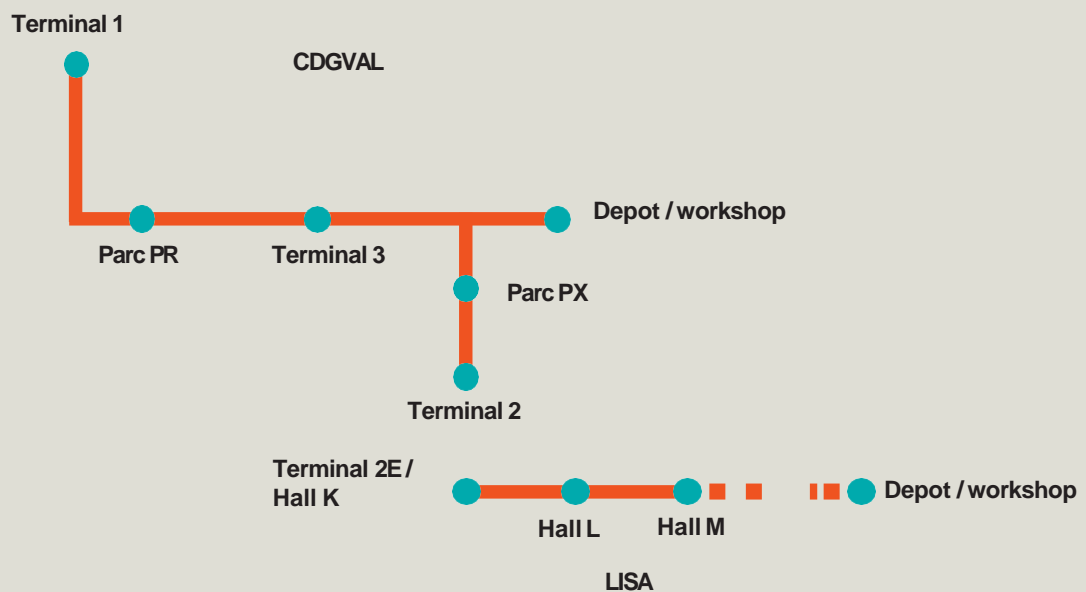 Terminal 1
CDGVAL
Depot / workshop
Parc PR
Terminal 3
Parc PX
Terminal 2
Terminal 2E /
Hall K
Depot / workshop
Hall L
Hall M
LISA